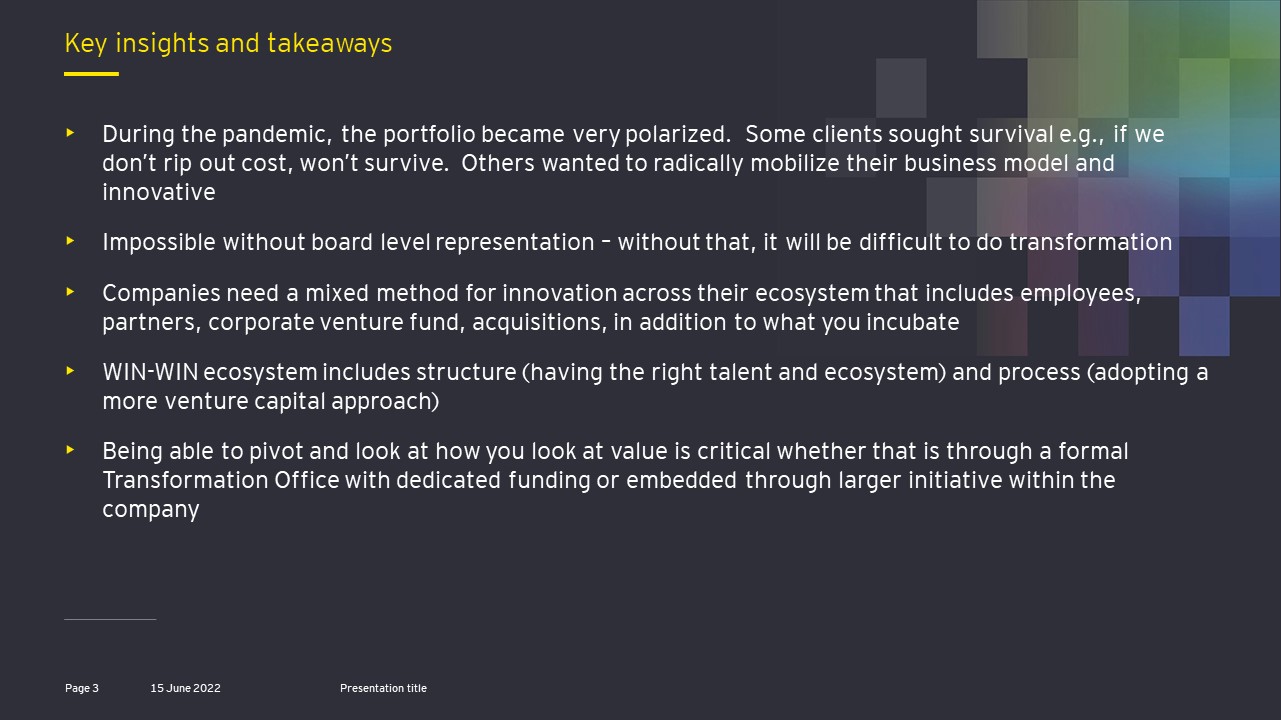 Key insights and takeaways
During the pandemic, the portfolio became very polarized. Some clients sought survival e.g., if we
don’t rip out cost, won’t survive. Others wanted to radically mobilize their business model and
innovative
Impossible without board level representation – without that, it will be difficult to do transformation
Companies need a mixed method for innovation across their ecosystem that includes employees,
partners, corporate venture fund, acquisitions, in addition to what you incubate
WIN-WIN ecosystem includes structure (having the right talent and ecosystem) and process (adopting a
more venture capital approach)
Being able to pivot and look at how you look at value is critical whether that is through a formal
Transformation Office with dedicated funding or embedded through larger initiative within the
company
Page 3 15 June 2022 Presentation title